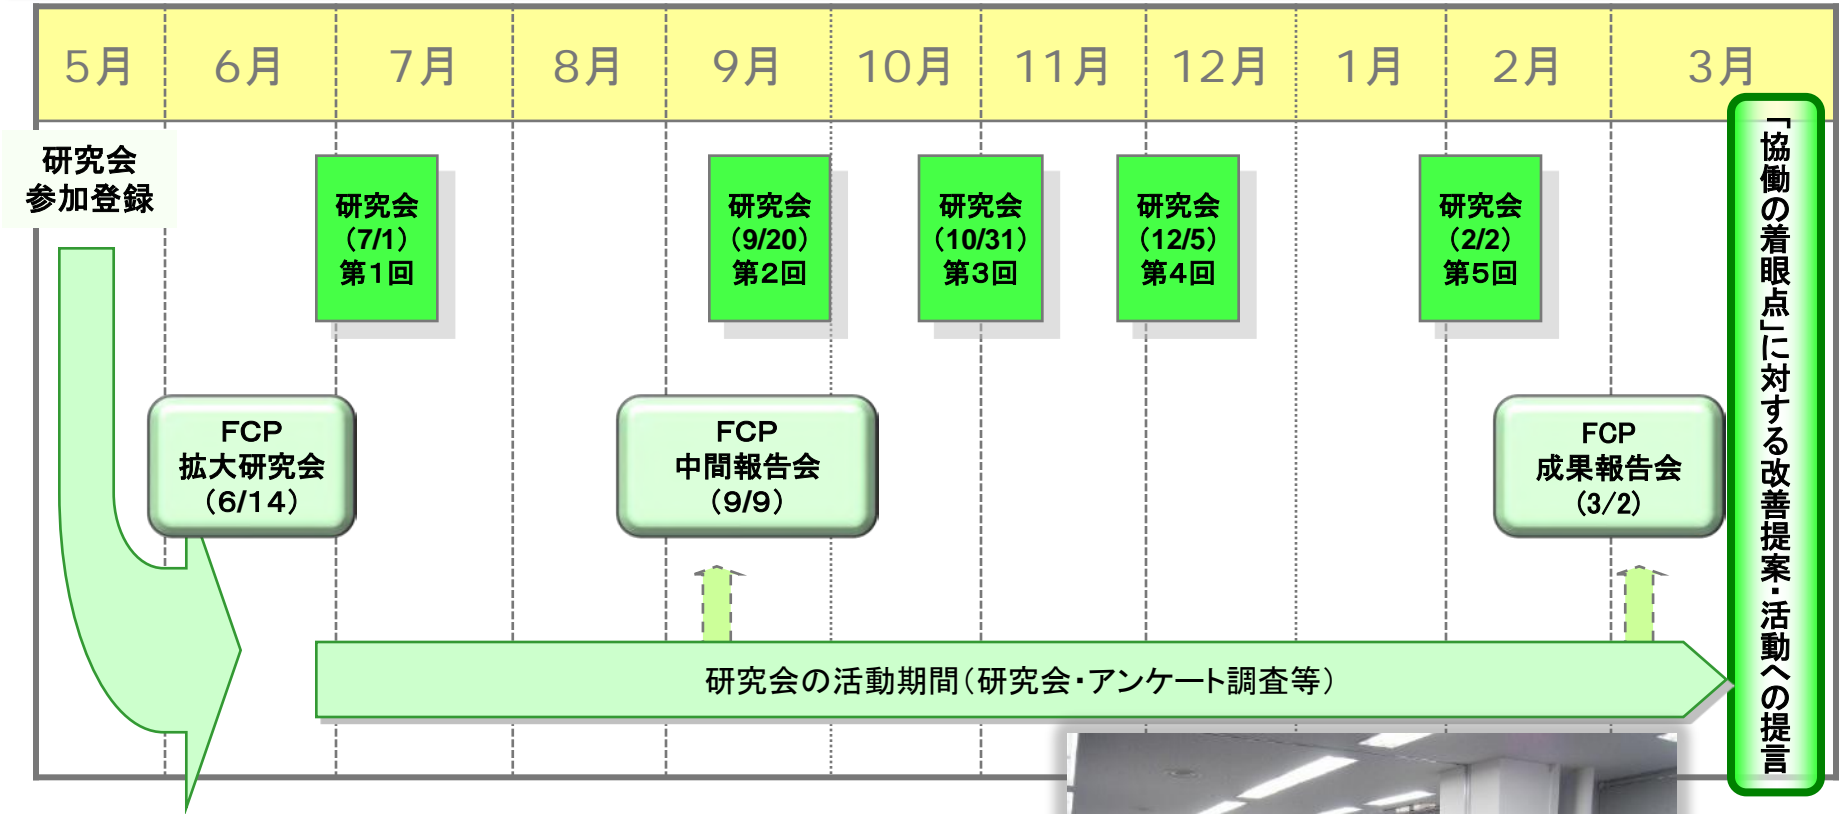 5月 6月 7月 8月 9月 10月 11月 12月 1月 2月 3月
研究会
参加登録
研究会
（7/1）
第1回
研究会
（9/20）
第2回
研究会
（10/31）
第3回
研究会
（12/5）
第4回
研究会
（2/2）
第5回
FCP
拡大研究会
（6/14）
FCP
中間報告会
（9/9）
FCP
成果報告会
（3/2）
研究会の活動期間（研究会・アンケート調査等）
「協働の着眼点」に対する改善提案・活動への提言